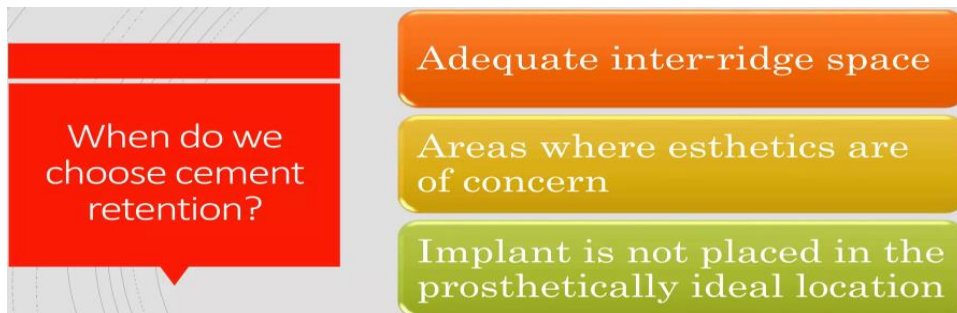 When do we
choose cement
retention?
Adequate inter-ridge space
Areas where esthetics are
of concern
Implant is not placed in the
prosthetically ideal location